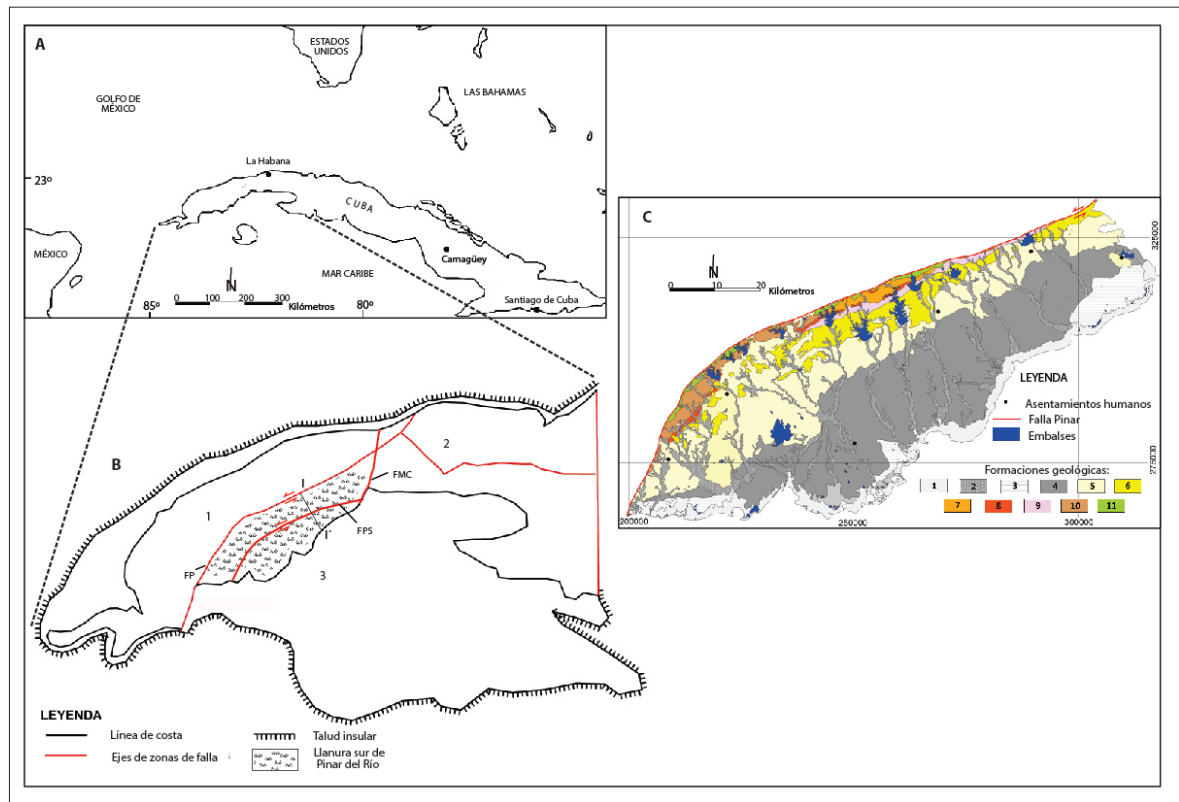 A
ESTADOS
UNIDOS
GOLFO DE
MÉXICO
LAS BAHAMAS
La Habana
23º
CUBA
MÉXICO
Camagüey
N
MAR CARIBE
0 100 200 300
Kilómetros
Santiago de Cuba
85º
80º
B
2
FMC
1
I
FPS
I'
FP
3
LEYENDA
Línea de costa
Talud insular
Ejes de zonas de falla
Llanura sur de
Pinar del Río
C
325000
N
0 10 20
Kilómetros
LEYENDA
Asentamientos humanos
Falla Pinar
Embalses
275000
Formaciones geológicas:
1 2 3 4 5 6
7 8 9 10 11
200000 250000 300000